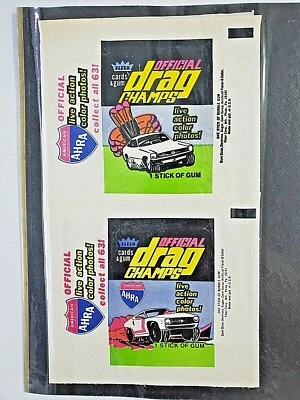 OFFICIAL
live action
color photos!
collect all 63!
AMERICAN
AHRA
FLEER
cards
& gum
OFFICIAL
drag
CHAMPS
live
action
color
photos!
1 STICK OF GUM
OFFICIAL
live action
color photos!
collect all 63!
AMERICAN
AHRA
FLEER
cards
& gum
OFFICIAL
drag
CHAMPS
AHRA
live
action
color
photos!
1 STICK OF GUM